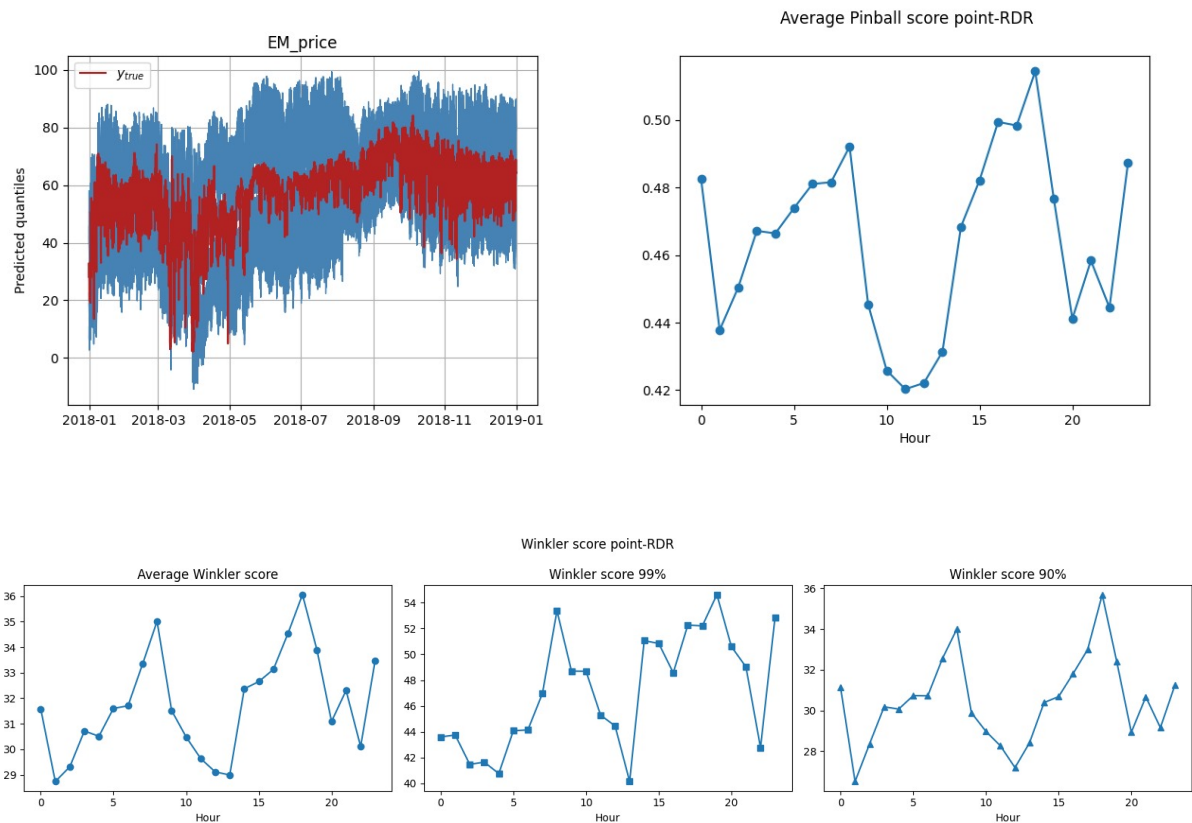 EM_price
y_true
Predicted quantiles
100
80
60
40
20
0
2018-01 2018-03 2018-05 2018-07 2018-09 2018-11 2019-01
Average Pinball score point-RDR
0.50
0.48
0.46
0.44
0.42
0 5 10 15 20
Hour
Winkler score point-RDR
Average Winkler score
36
35
34
33
32
31
30
29
0 5 10 15 20
Hour
Winkler score 99%
54
52
50
48
46
44
42
40
0 5 10 15 20
Hour
Winkler score 90%
36
34
32
30
28
0 5 10 15 20
Hour